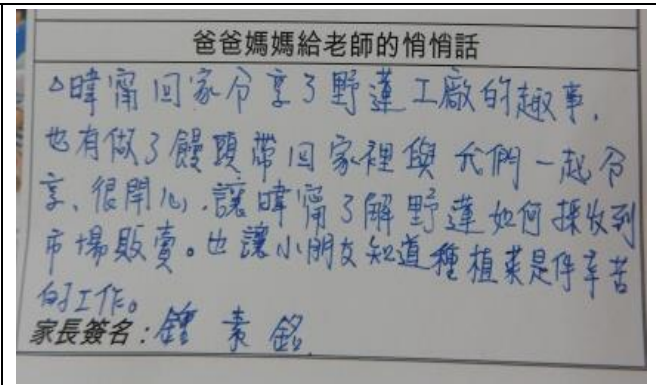 爸爸媽媽給老師的悄悄話
△暐甯回家分享了野蓮工廠的趣事,
也有做了饅頭帶回家裡與我們一起分
享、很開心.讓暐甯了解野蓮如何採收到
市場販賣。也讓小朋友知道種植菜是件辛苦
的工作。
家長簽名:鍾素銘